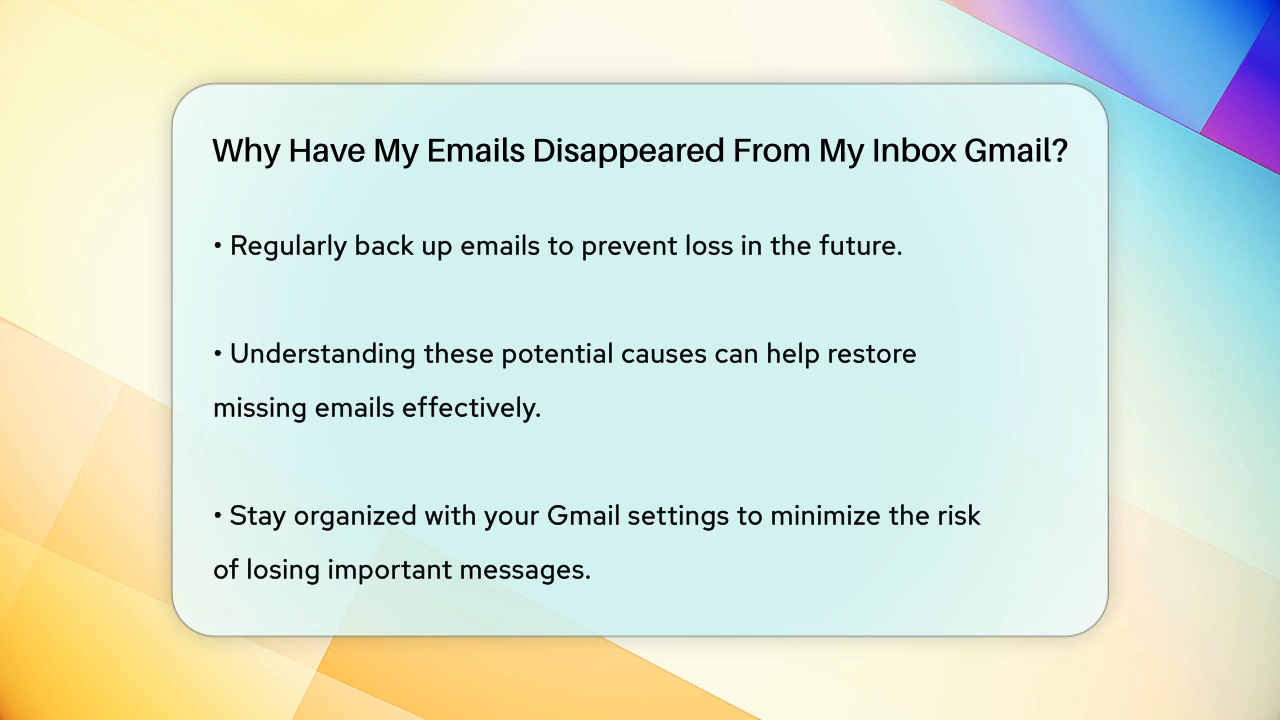 Why Have My Emails Disappeared From My Inbox Gmail?
• Regularly back up emails to prevent loss in the future.
• Understanding these potential causes can help restore
missing emails effectively.
• Stay organized with your Gmail settings to minimize the risk
of losing important messages.